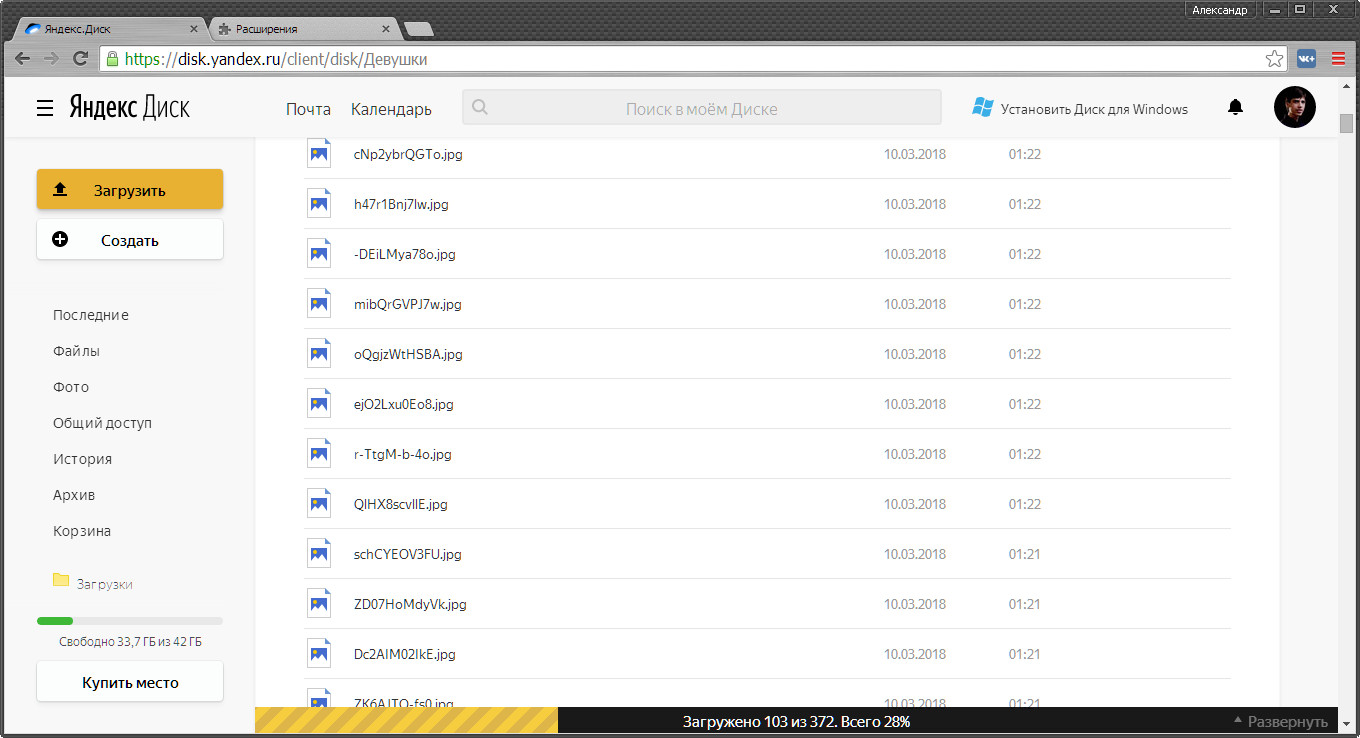 Александр
Яндекс.Диск
Расширения
https://disk.yandex.ru/client/disk/Девушки
Яндекс Диск
Почта Календарь
Поиск в моём Диске
Установить Диск для Windows
Загрузить
Создать
Последние
Файлы
Фото
Общий доступ
История
Архив
Корзина
Загрузки
Свободно 33,7 ГБ из 42 ГБ
Купить место
cNp2ybrQGTo.jpg 10.03.2018 01:22
h47r1Bnj7lw.jpg 10.03.2018 01:22
-DEiLMya78o.jpg 10.03.2018 01:22
mibQrGVPJ7w.jpg 10.03.2018 01:22
oQgjzWtHSBA.jpg 10.03.2018 01:22
ejO2Lxu0Eo8.jpg 10.03.2018 01:22
r-TtgM-b-4o.jpg 10.03.2018 01:22
QlHX8scvllE.jpg 10.03.2018 01:22
schCYEOV3FU.jpg 10.03.2018 01:21
ZD07HoMdyVk.jpg 10.03.2018 01:21
Dc2AIM02IkE.jpg 10.03.2018 01:21
10.03.2018 01:21
Загружено 103 из 372. Всего 28%
Развернуть